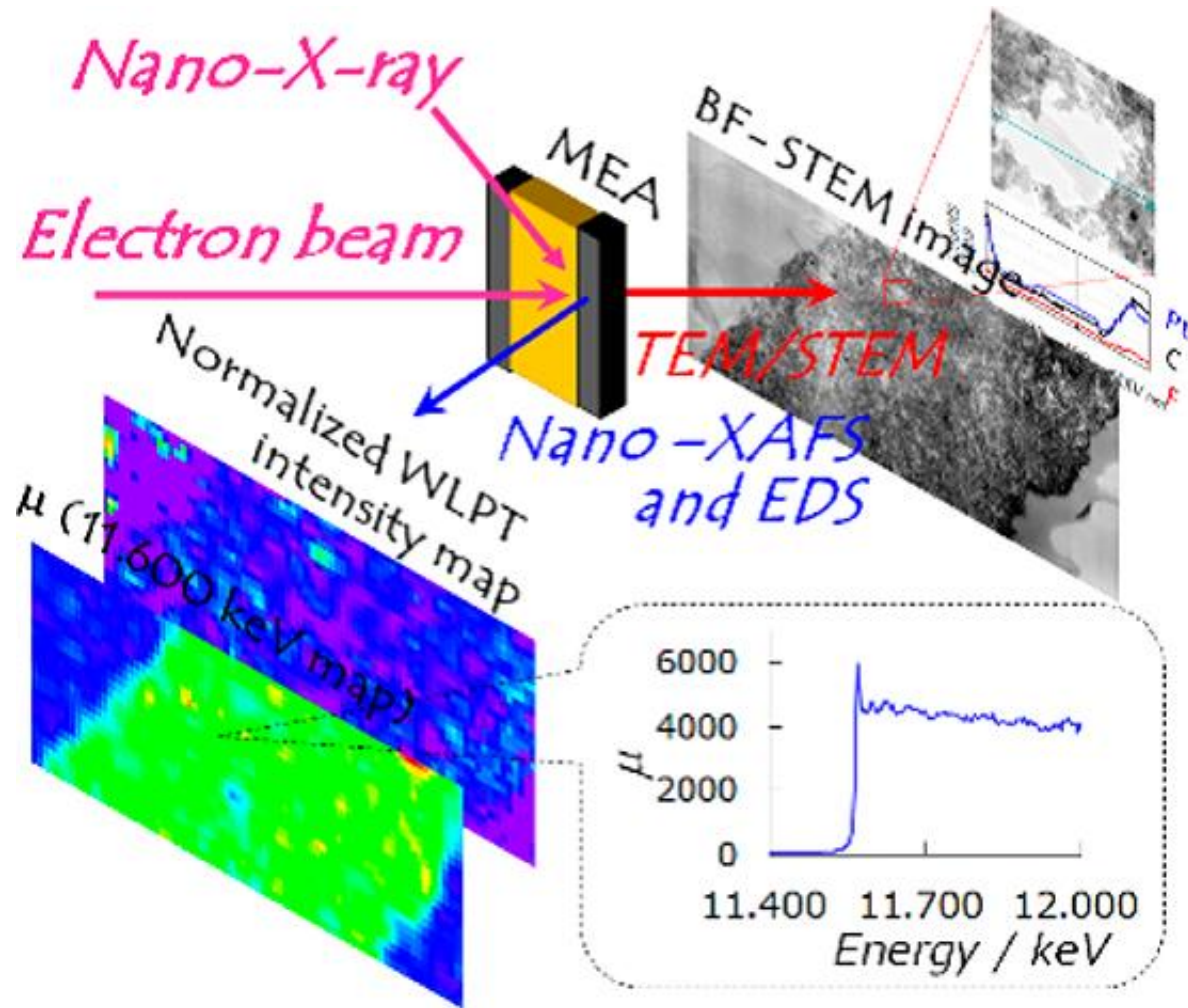 Nano-X-ray
MEA
BF-STEM image
Electron beam
TEM/STEM
Pt
C
F
Nano-XAFS
and EDS
Normalized WLPT
intensity map
μ (11.600 keV map)
6000
4000
2000
0
μ
11.400 11.700 12.000
Energy / keV